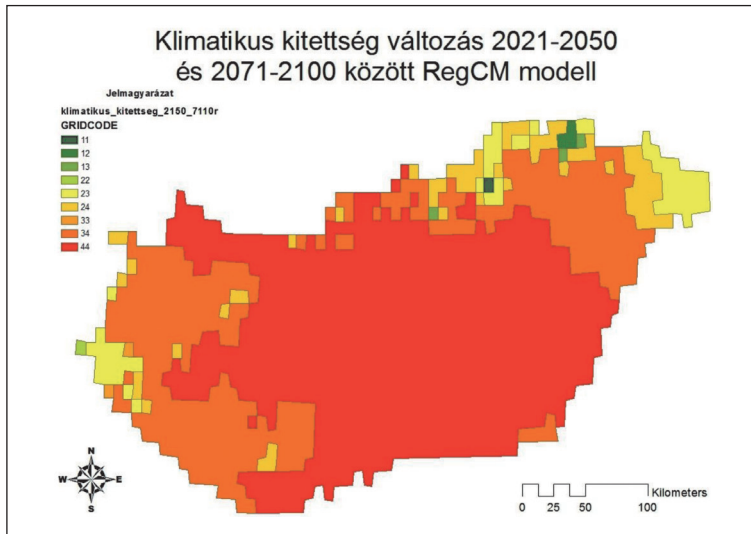 Klimatikus kitettség változás 2021-2050
és 2071-2100 között RegCM modell
Jelmagyarázat
klimatikus_kitettseg_2150_7110r
GRIDCODE
11
12
13
22
23
24
33
34
44
N
W E
S
Kilometers
0 25 50 100